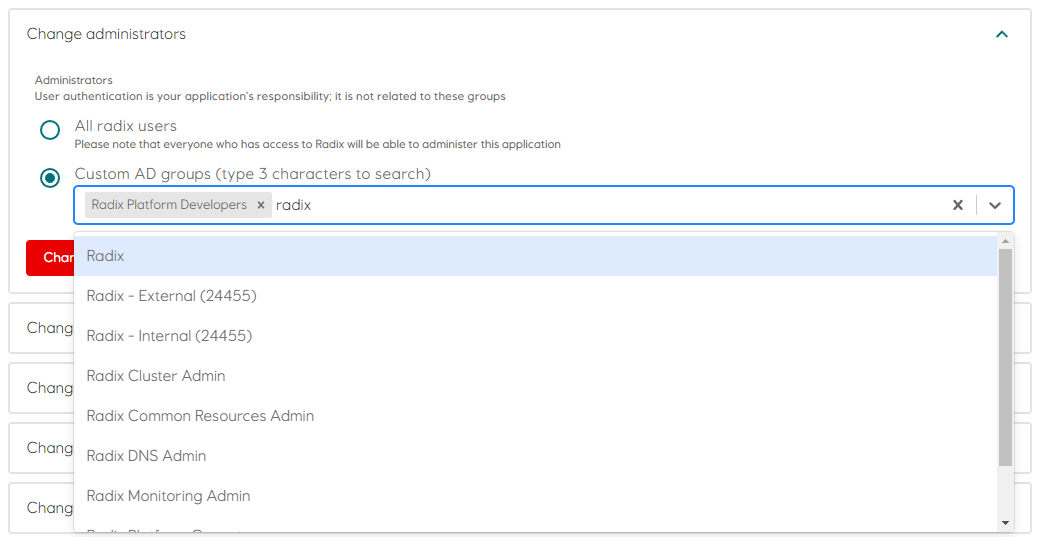 Change administrators
Administrators
User authentication is your application's responsibility; it is not related to these groups
All radix users
Please note that everyone who has access to Radix will be able to administer this application
Custom AD groups (type 3 characters to search)
Radix Platform Developers radix
Radix
Char
Radix - External (24455)
Chang
Radix - Internal (24455)
Radix Cluster Admin
Chang
Radix Common Resources Admin
Chang
Radix DNS Admin
Radix Monitoring Admin
Chang
Radix Platform